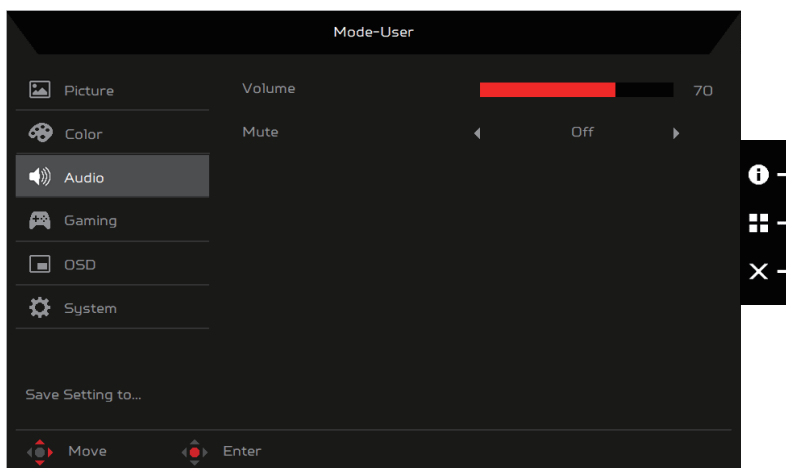 Mode-User
Picture
Volume 70
Color
Mute Off
Audio
Gaming
OSD
System
Save Setting to...
Move Enter